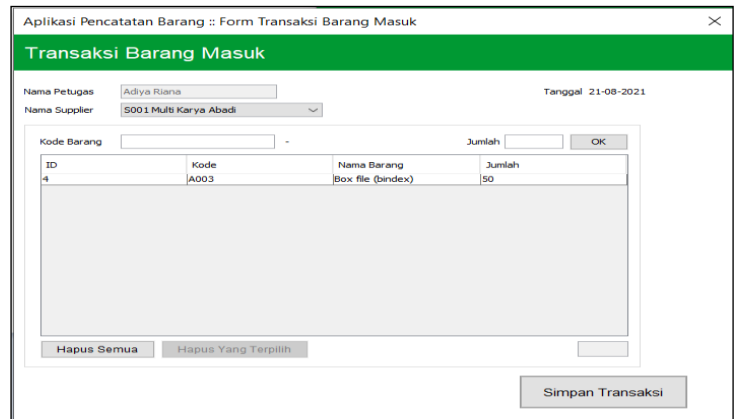 Aplikasi Pencatatan Barang :: Form Transaksi Barang Masuk
Transaksi Barang Masuk
Nama Petugas Adiya Riana Tanggal 21-08-2021
Nama Supplier S001 Multi Karya Abadi
Kode Barang - Jumlah OK
ID Kode Nama Barang Jumlah
4 A003 Box file (bindex) 50
Hapus Semua Hapus Yang Terpilih
Simpan Transaksi